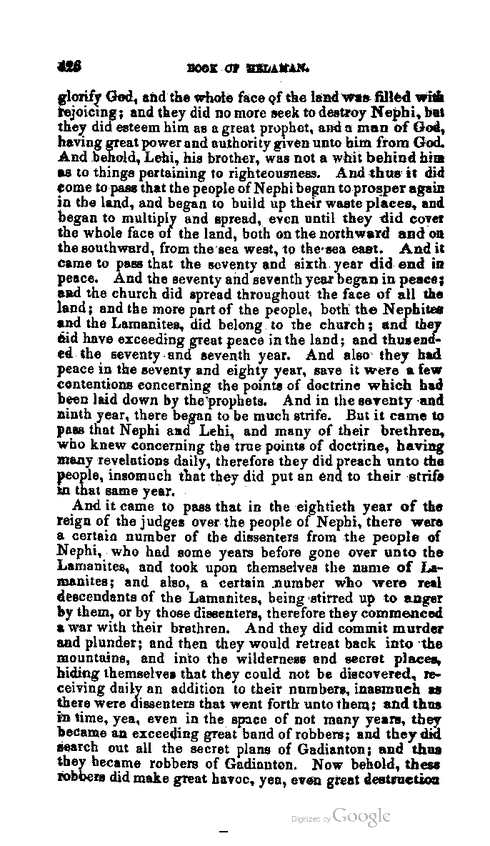 426 BOOK OF HELAMAN.
glorify God, and the whole face of the land was filled with
rejoicing; and they did no more seek to destroy Nephi, but
they did esteem him as a great prophet, and a man of God,
having great power and authority given unto him from God.
And behold, Lehi, his brother, was not a whit behind him
as to things pertaining to righteousness. And thus it did
come to pass that the people of Nephi began to prosper again
in the land, and began to build up their waste places, and
began to multiply and spread, even until they did cover
the whole face of the land, both on the northward and on
the southward, from the sea west, to the sea east. And it
came to pass that the seventy and sixth year did end in
peace. And the seventy and seventh year began in peace;
and the church did spread throughout the face of all the
land; and the more part of the people, both the Nephites
and the Lamanites, did belong to the church; and they
did have exceeding great peace in the land; and thus end-
ed the seventy and seventh year. And also they had
peace in the seventy and eighty year, save it were a few
contentions concerning the points of doctrine which had
been laid down by the prophets. And in the seventy and
ninth year, there began to be much strife. But it came to
pass that Nephi and Lehi, and many of their brethren,
who knew concerning the true points of doctrine, having
many revelations daily, therefore they did preach unto the
people, insomuch that they did put an end to their strife
in that same year.
And it came to pass that in the eightieth year of the
reign of the judges over the people of Nephi, there were
a certain number of the dissenters from the people of
Nephi, who had some years before gone over unto the
Lamanites, and took upon themselves the name of La-
manites; and also, a certain number who were real
descendants of the Lamanites, being stirred up to anger
by them, or by those dissenters, therefore they commenced
a war with their brethren. And they did commit murder
and plunder; and then they would retreat back into the
mountains, and into the wilderness and secret places,
hiding themselves that they could not be discovered, re-
ceiving daily an addition to their numbers, inasmuch as
there were dissenters that went forth unto them; and thus
in time, yea, even in the space of not many years, they
became an exceeding great band of robbers; and they did
search out all the secret plans of Gadianton; and thus
they became robbers of Gadianton. Now behold, these
robbers did make great havoc, yea, even great destruction
Digitized by Google